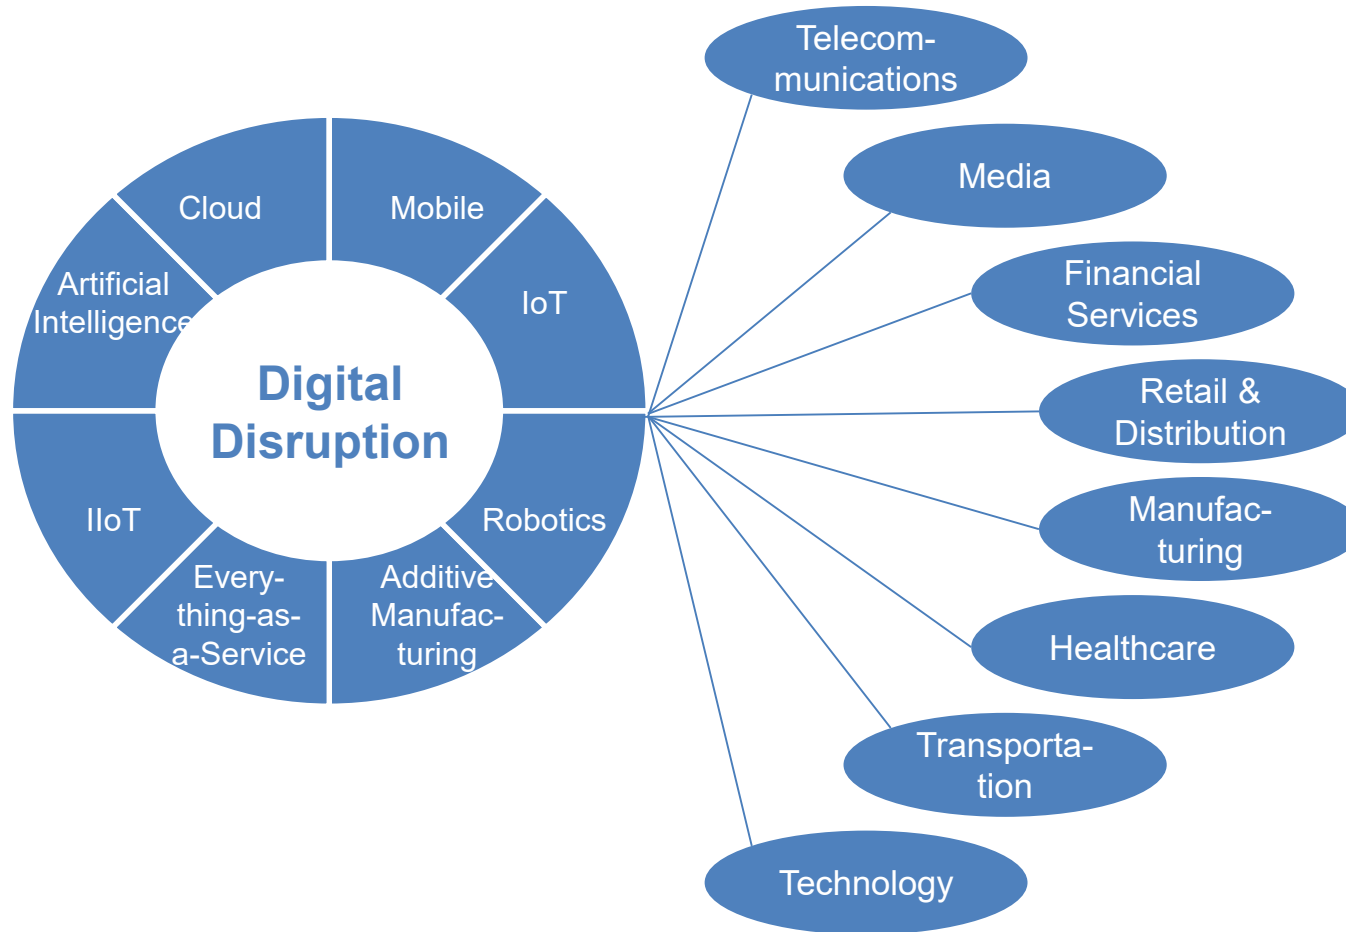 Cloud
Mobile
Artificial
Intelligence
IoT
Digital
Disruption
IIoT
Robotics
Every-
thing-as-
a-Service
Additive
Manufac-
turing
Telecom-
munications
Media
Financial
Services
Retail &
Distribution
Manufac-
turing
Healthcare
Transporta-
tion
Technology